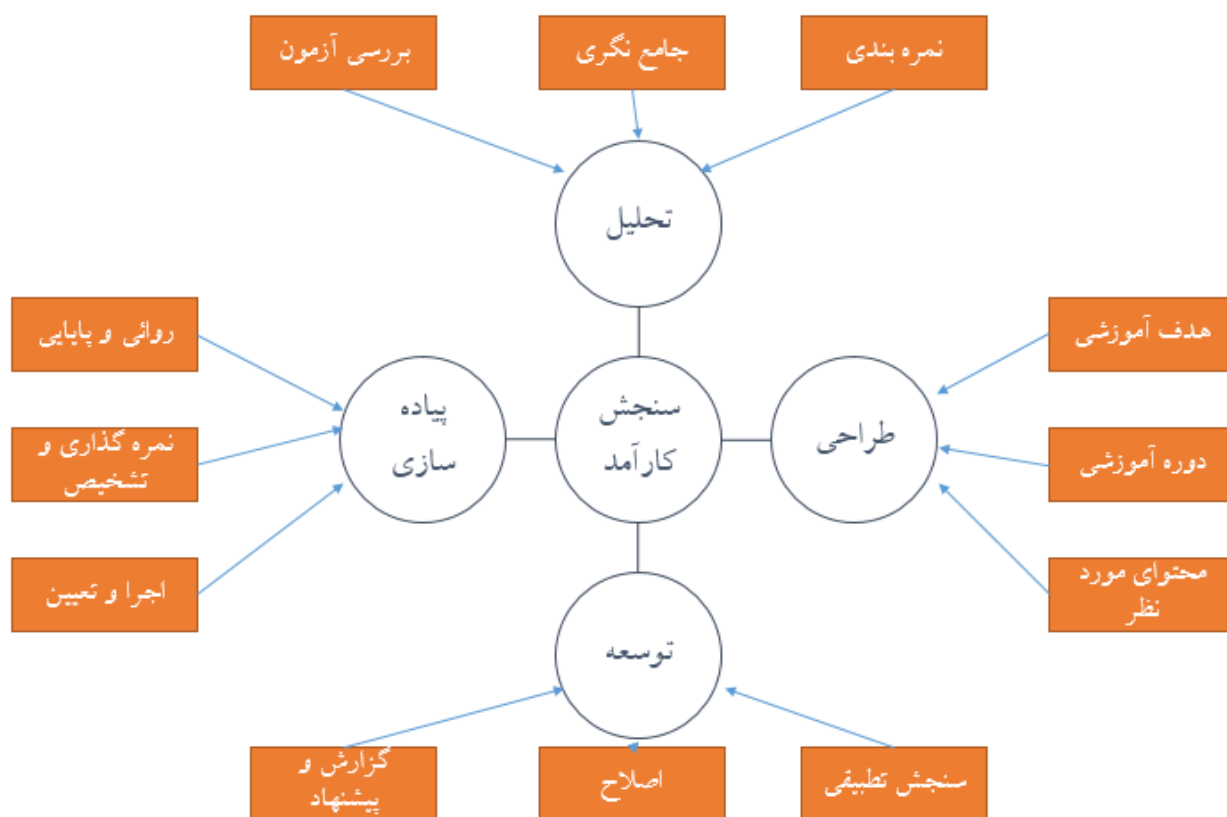 نمره بندی
جامع نگری
بررسی آزمون
تحلیل
هدف آموزشی
روائی و پایایی
طراحی
سنجش
کارآمد
پیاده
سازی
دوره آموزشی
نمره گذاری و
تشخیص
محتوای مورد
نظر
اجرا و تعیین
توسعه
سنجش تطبیقی
اصلاح
گزارش و
پیشنهاد